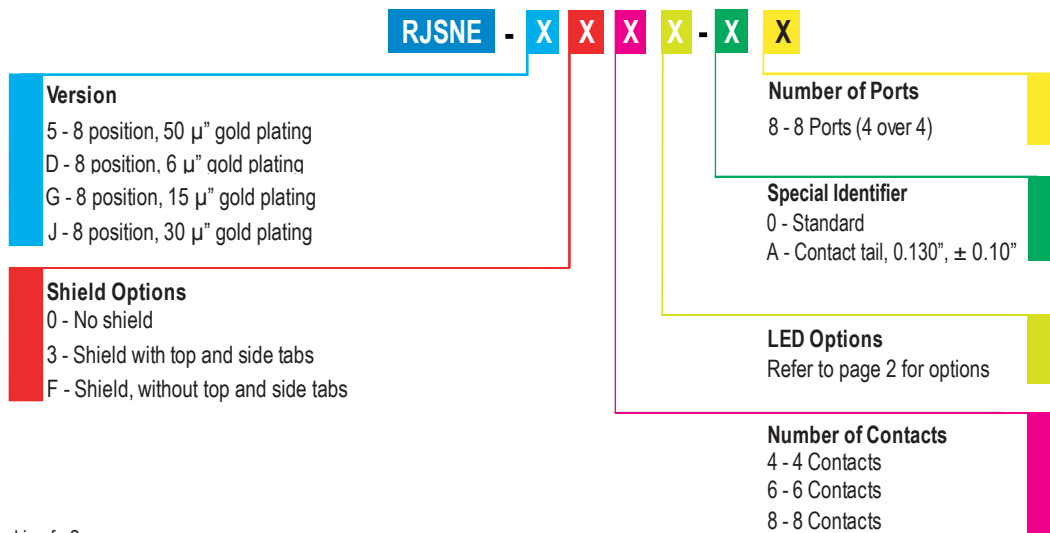 RJSNE - X X X X - X X
Version
5 - 8 position, 50 µ” gold plating
D - 8 position, 6 µ” gold plating
G - 8 position, 15 µ” gold plating
J - 8 position, 30 µ” gold plating
Shield Options
0 - No shield
3 - Shield with top and side tabs
F - Shield, without top and side tabs
Number of Ports
8 - 8 Ports (4 over 4)
Special Identifier
0 - Standard
A - Contact tail, 0.130”, ± 0.10”
LED Options
Refer to page 2 for options
Number of Contacts
4 - 4 Contacts
6 - 6 Contacts
8 - 8 Contacts